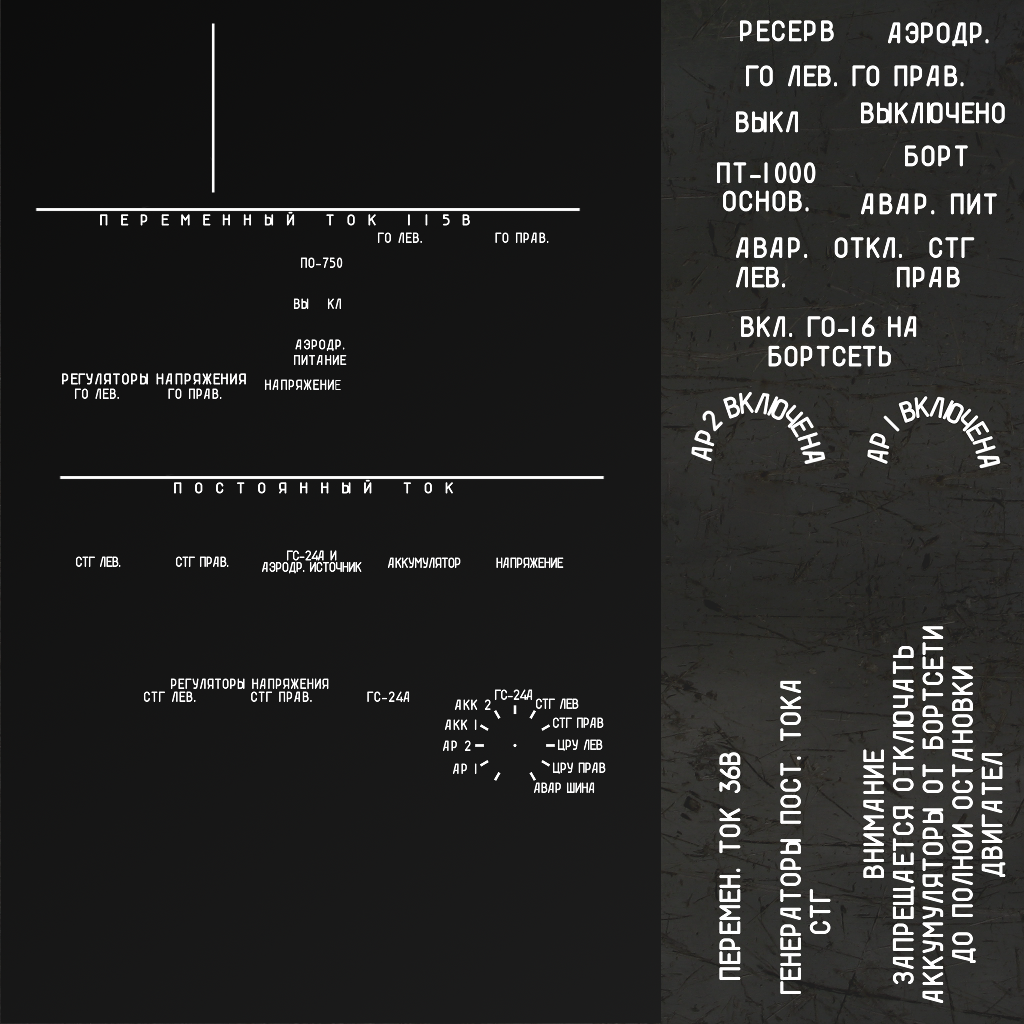 ПЕРЕМЕННЫЙ ТОК 115В
ГО ЛЕВ. ГО ПРАВ.
ПО-750
ВЫ КЛ
АЭРОДР.
ПИТАНИЕ
РЕГУЛЯТОРЫ НАПРЯЖЕНИЯ
ГО ЛЕВ. ГО ПРАВ.
НАПРЯЖЕНИЕ
ПОСТОЯННЫЙ ТОК
СТГ ЛЕВ.
СТГ ПРАВ.
ГС-24А И
АЭРОДР. ИСТОЧНИК
АККУМУЛЯТОР
НАПРЯЖЕНИЕ
РЕГУЛЯТОРЫ НАПРЯЖЕНИЯ
СТГ ЛЕВ. СТГ ПРАВ.
ГС-24А
АР 1
АР 2
АКК 1
АКК 2
ГС-24А
СТГ ЛЕВ
СТГ ПРАВ
ЦРУ ЛЕВ
ЦРУ ПРАВ
АВАР ШИНА
РЕСЕРВ
АЭРОДР.
ГО ЛЕВ. ГО ПРАВ.
ВЫКЛ
ВЫКЛЮЧЕНО
БОРТ
ПТ-1000
ОСНОВ.
АВАР. ПИТ
АВАР. ОТКЛ. СТГ
ЛЕВ. ПРАВ
ВКЛ. ГО-16 НА
БОРТСЕТЬ
АР 2 ВКЛЮЧЕНА
АР 1 ВКЛЮЧЕНА
ПЕРЕМЕН. ТОК 36В
ГЕНЕРАТОРЫ ПОСТ. ТОКА
СТГ
ВНИМАНИЕ
ЗАПРЕЩАЕТСЯ ОТКЛЮЧАТЬ
АККУМУЛЯТОРЫ ОТ БОРТСЕТИ
ДО ПОЛНОИ ОСТАНОВКИ
ДВИГАТЕЛ